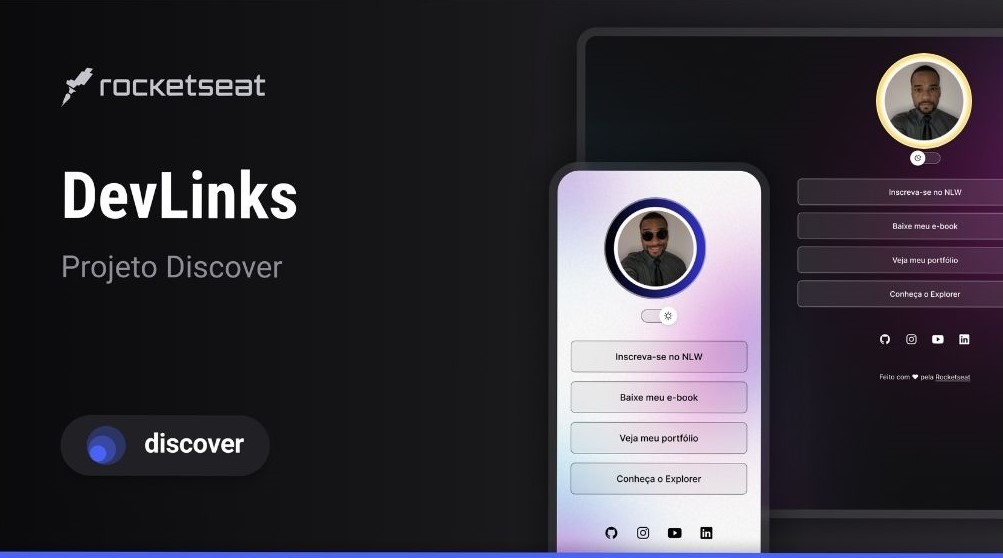 rocketseat
DevLinks
Projeto Discover
discover
Inscreva-se no NLW
Baixe meu e-book
Veja meu portfólio
Conheça o Explorer
Inscreva-se no NLW
Baixe meu e-book
Veja meu portfólio
Conheça o Explorer
Feito com ♥ pela Rocketseat